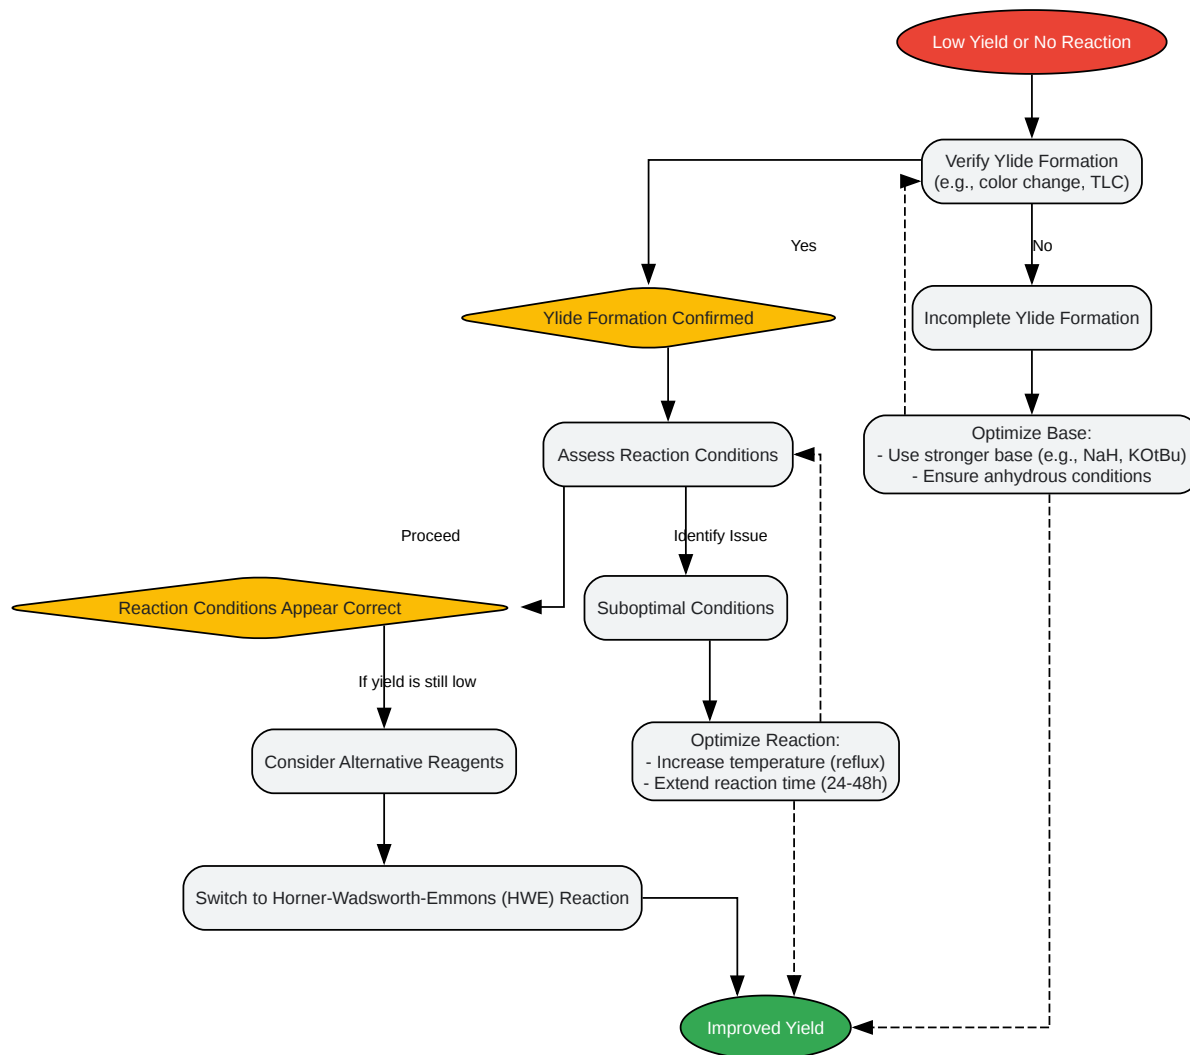 Low Yield or No Reaction
Verify Ylide Formation
(e.g., color change, TLC)
Yes
No
Ylide Formation Confirmed
Incomplete Ylide Formation
Optimize Base:
- Use stronger base (e.g., NaH, KOtBu)
- Ensure anhydrous conditions
Assess Reaction Conditions
Proceed
Identify Issue
Reaction Conditions Appear Correct
Suboptimal Conditions
If yield is still low
Optimize Reaction:
- Increase temperature (reflux)
- Extend reaction time (24-48h)
Consider Alternative Reagents
Switch to Horner-Wadsworth-Emmons (HWE) Reaction
Improved Yield